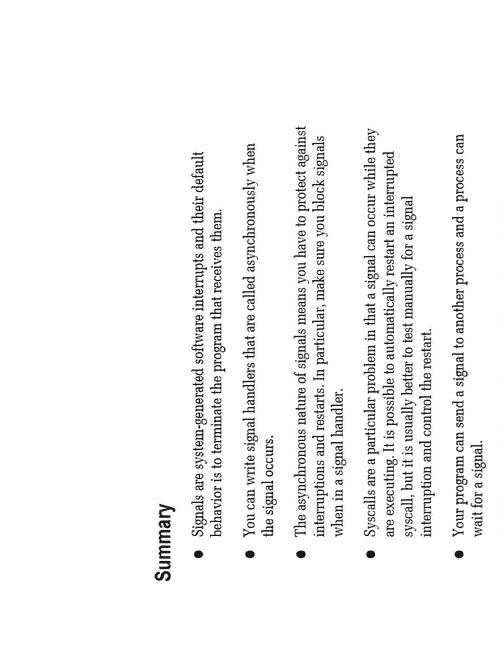 Summary
● Signals are system-generated software interrupts and their default
behavior is to terminate the program that receives them.
● You can write signal handlers that are called asynchronously when
the signal occurs.
● The asynchronous nature of signals means you have to protect against
interruptions and restarts. In particular, make sure you block signals
when in a signal handler.
● Syscalls are a particular problem in that a signal can occur while they
are executing. It is possible to automatically restart an interrupted
syscall, but it is usually better to test manually for a signal
interruption and control the restart.
● Your program can send a signal to another process and a process can
wait for a signal.